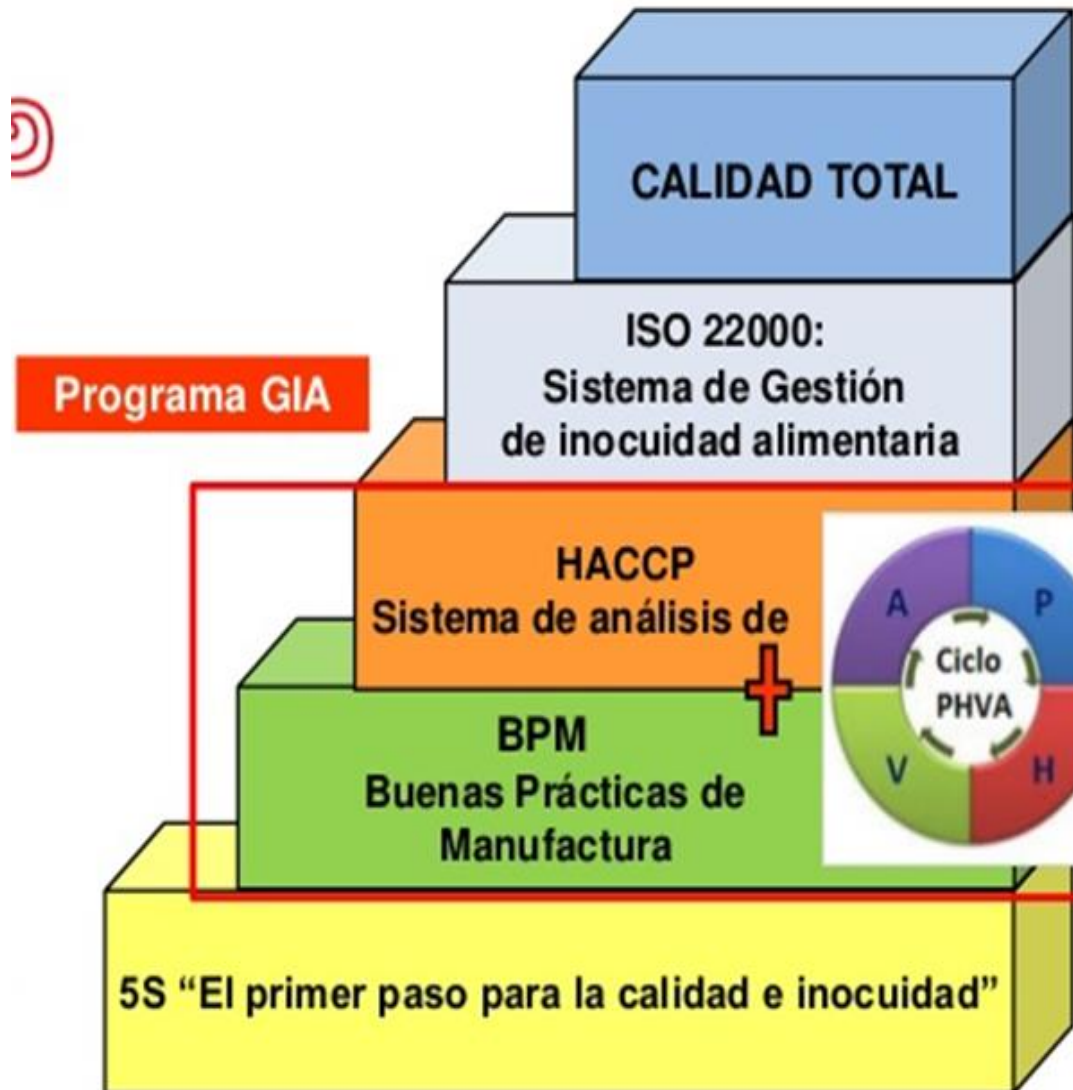 CALIDAD TOTAL
ISO 22000:
Sistema de Gestión
de inocuidad alimentaria
Programa GIA
HACCP
Sistema de análisis de
BPM
Buenas Prácticas de
Manufactura
A
P
Ciclo
PHVA
V
H
5S “El primer paso para la calidad e inocuidad”